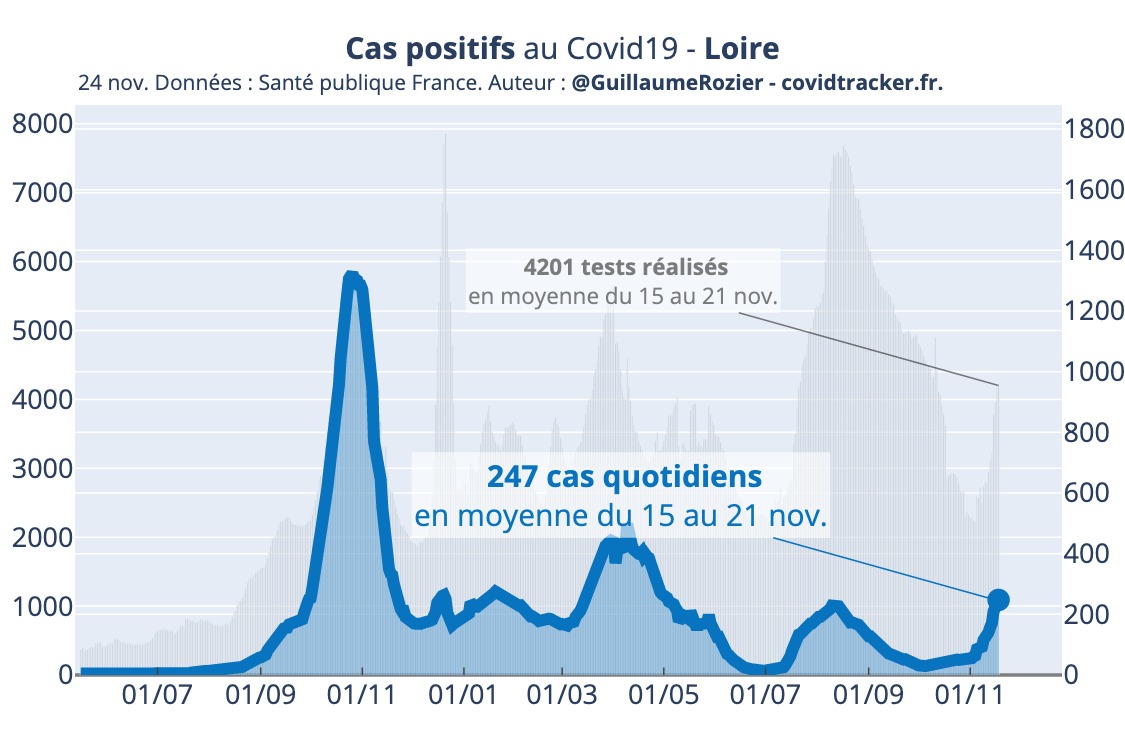 Cas positifs au Covid19 - Loire
24 nov. Données : Santé publique France. Auteur : @GuillaumeRozier - covidtracker.fr.
8000
7000
6000
5000
4000
3000
2000
1000
0
1800
1600
1400
1200
1000
800
600
400
200
0
4201 tests réalisés
en moyenne du 15 au 21 nov.
247 cas quotidiens
en moyenne du 15 au 21 nov.
01/07 01/09 01/11 01/01 01/03 01/05 01/07 01/09 01/11